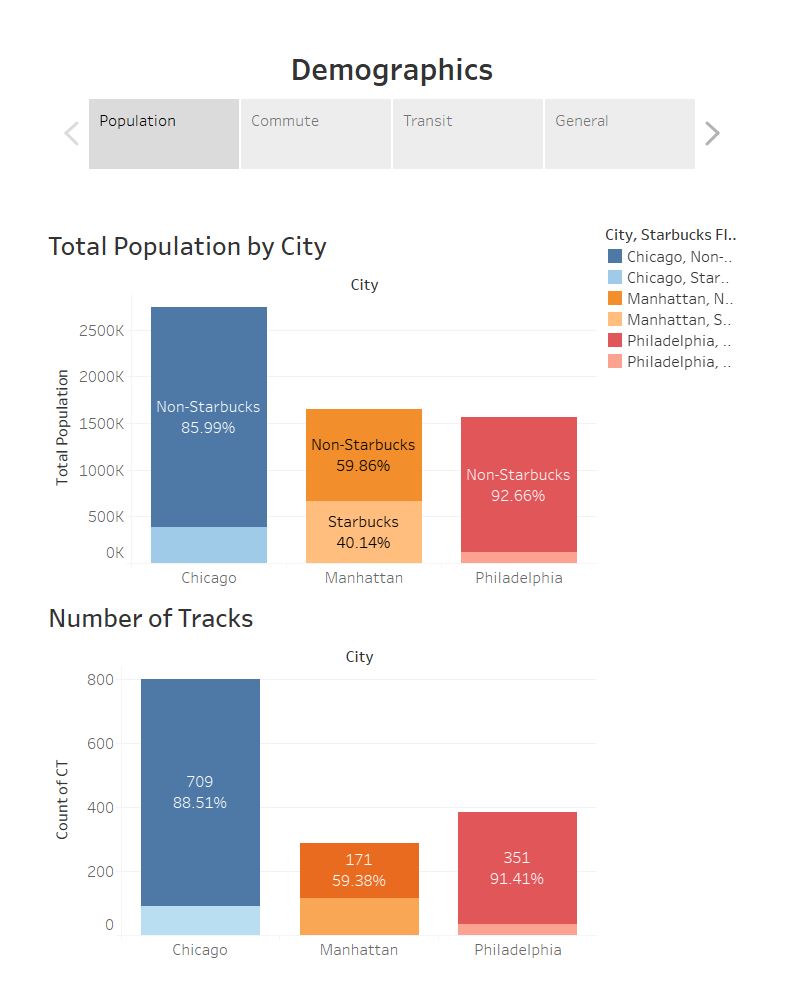 Demographics
Population
Commute
Transit
General
Total Population by City
City
Total Population
2500K
2000K
1500K
1000K
500K
0K
Non-Starbucks
85.99%
Non-Starbucks
59.86%
Starbucks
40.14%
Non-Starbucks
92.66%
Chicago
Manhattan
Philadelphia
City, Starbucks Fl..
Chicago, Non-..
Chicago, Star..
Manhattan, N..
Manhattan, S..
Philadelphia, ..
Philadelphia, ..
Number of Tracks
City
Count of CT
800
600
400
200
0
709
88.51%
171
59.38%
351
91.41%
Chicago
Manhattan
Philadelphia